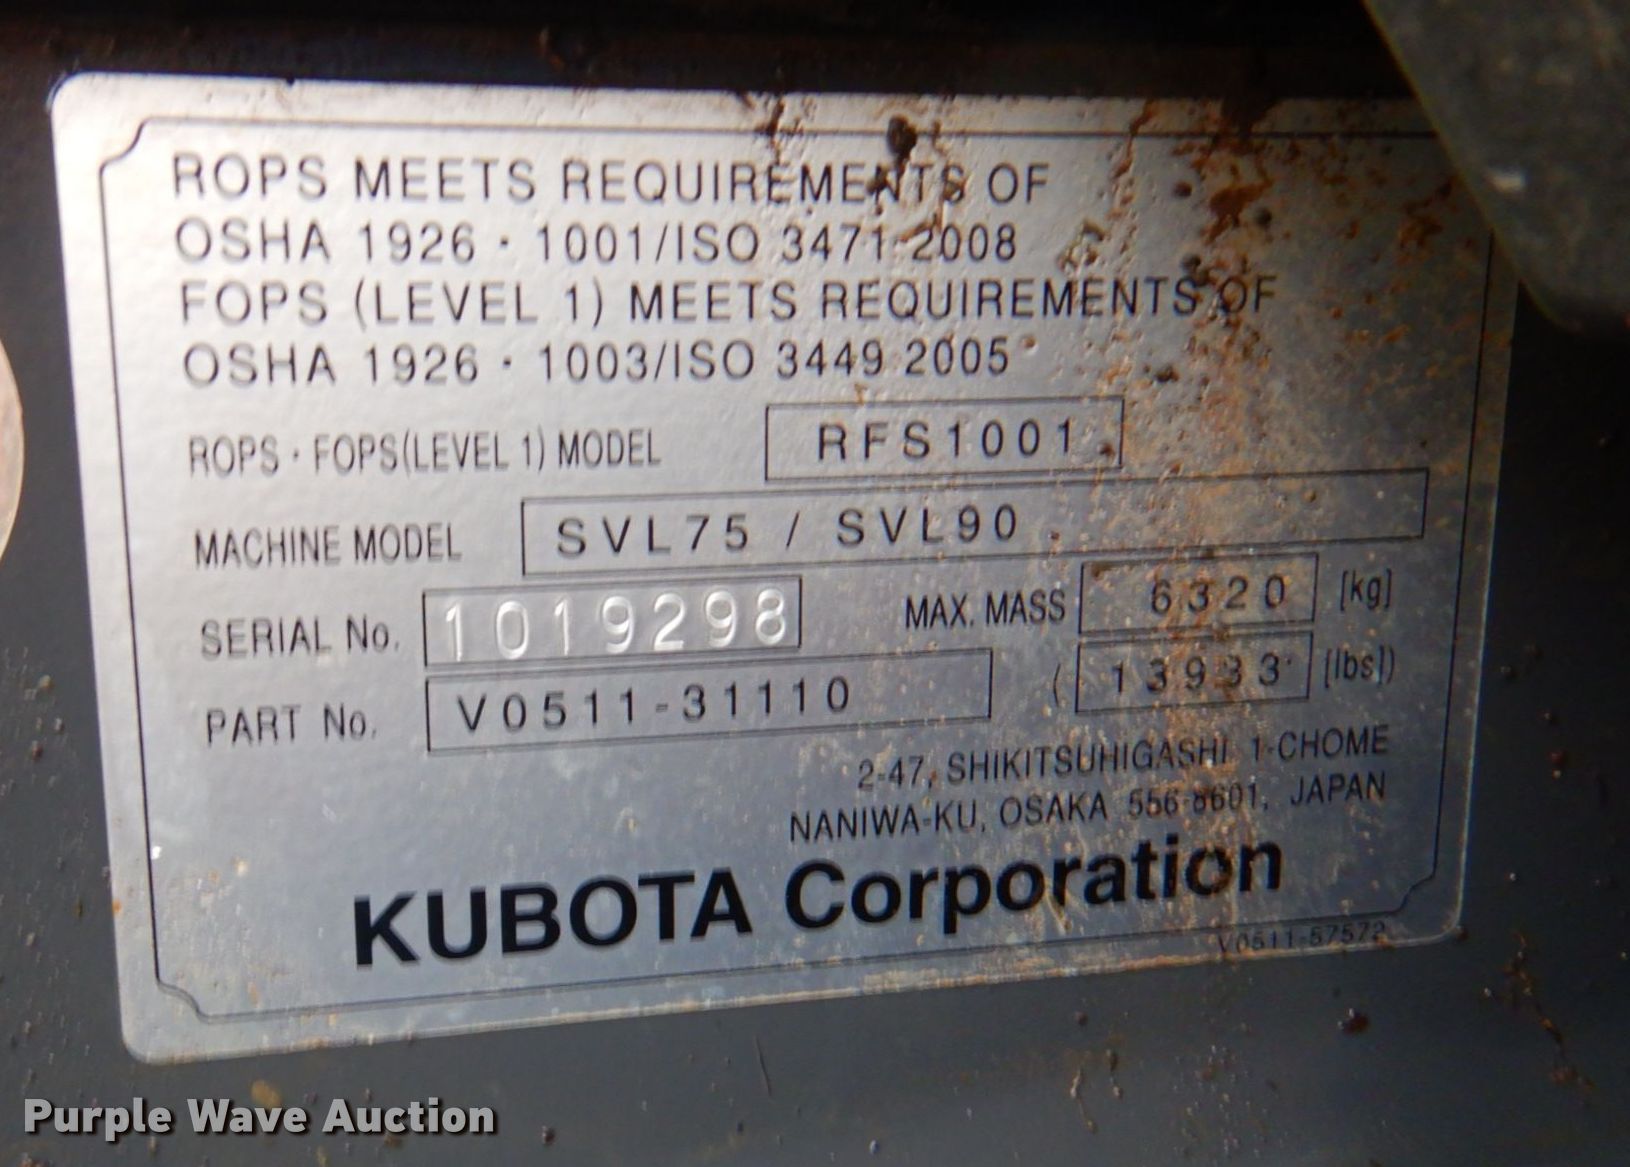 ROPS MEETS REQUIREMENTS OF
OSHA 1926・1001/ISO 3471-2008
FOPS (LEVEL 1) MEETS REQUIREMENTS OF
OSHA 1926・1003/ISO 3449 2005
ROPS・FOPS(LEVEL 1) MODEL RFS1001
MACHINE MODEL SVL75 / SVL90
SERIAL No. 1019298 MAX. MASS 6320 [kg]
PART No. V0511-31110 (13933 [lbs])
2-47, SHIKITSUHIGASHI 1-CHOME
NANIWA-KU, OSAKA 556-8601, JAPAN
KUBOTA Corporation
V0511-57572
Purple Wave Auction